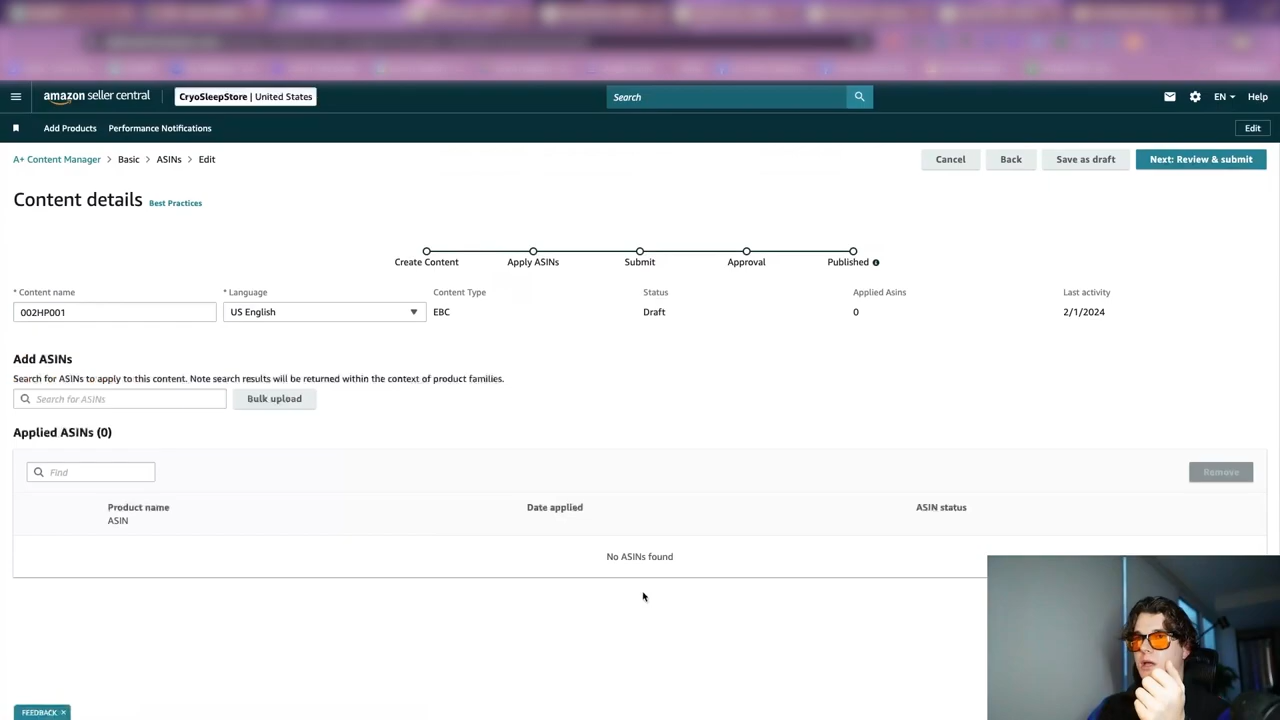 amazon seller central
CryoSleepStore | United States
Search
EN
Help
Add Products
Performance Notifications
Edit
A+ Content Manager > Basic > ASINs > Edit
Cancel
Back
Save as draft
Next: Review & submit
Content details
Best Practices
Create Content
Apply ASINs
Submit
Approval
Published
* Content name
* Language
Content Type
Status
Applied Asins
Last activity
002HP001
US English
EBC
Draft
0
2/1/2024
Add ASINs
Search for ASINs to apply to this content. Note search results will be returned within the context of product families.
Search for ASINs
Bulk upload
Applied ASINs (0)
Find
Remove
Product name
ASIN
Date applied
ASIN status
No ASINs found
FEEDBACK ×